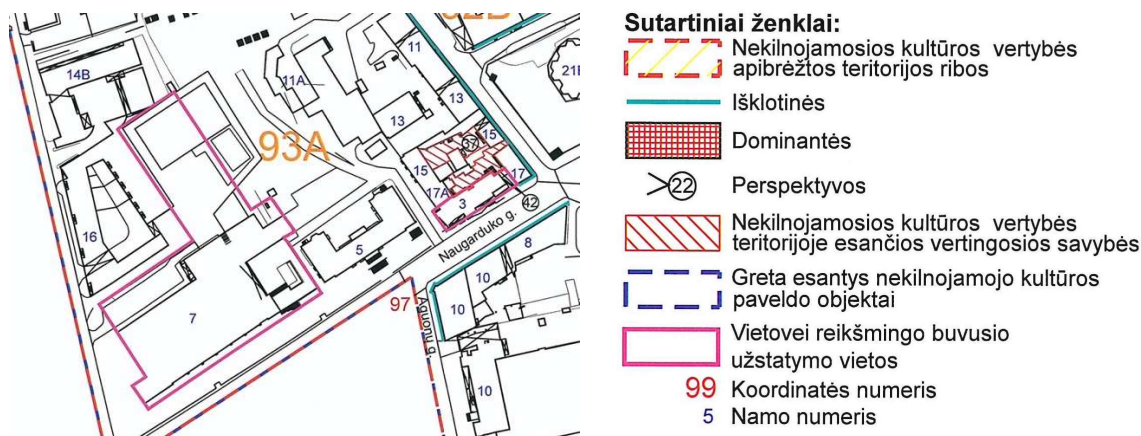 92B
11
14B
11A
21B
13
13
93A
15
37
15
17A
17
3
42
16
5
Naugarduko g.
8
10
97
10
7
Aguonų g.
10
Sutartiniai ženklai:
Nekilnojamosios kultūros vertybės
apibrėžtos teritorijos ribos
Išklotinės
Dominantės
22 Perspektyvos
Nekilnojamosios kultūros vertybės
teritorijoje esančios vertingosios savybės
Greta esantys nekilnojamojo kultūros
paveldo objektai
Vietovei reikšmingo buvusio
užstatymo vietos
99 Koordinatės numeris
5 Namo numeris